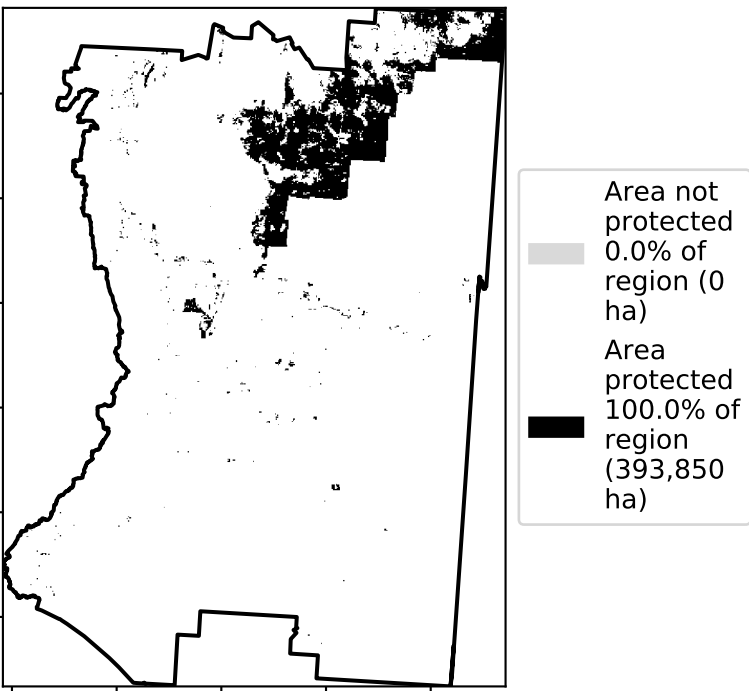 Area not
protected
0.0% of
region (0
ha)
Area
protected
100.0% of
region
(393,850
ha)